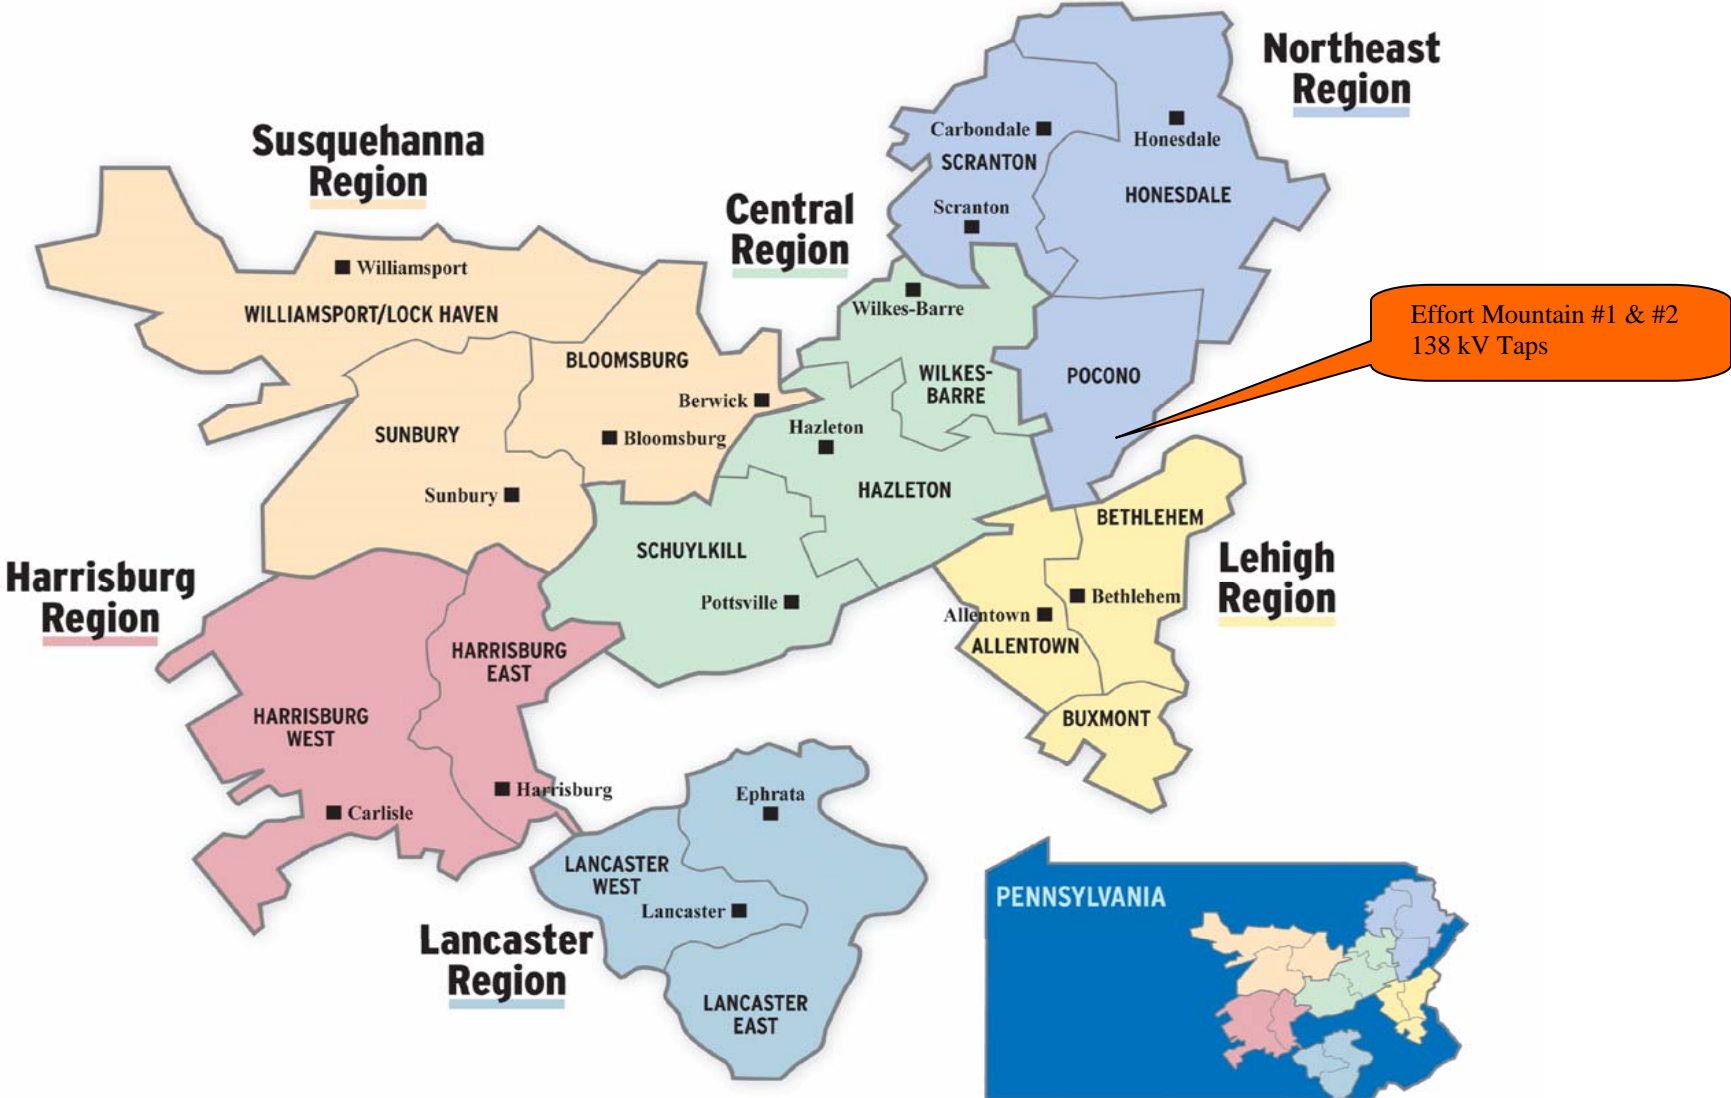 Northeast
Region
Susquehanna
Region
Central
Region
Carbondale
Honesdale
SCRANTON
HONESDALE
Scranton
Williamsport
WILLIAMSPORT/LOCK HAVEN
Wilkes-Barre
Effort Mountain #1 & #2
138 kV Taps
BLOOMSBURG
WILKES-
BARRE
POCONO
Berwick
SUNBURY
Bloomsburg
Hazleton
Sunbury
HAZLETON
BETHLEHEM
SCHUYLKILL
Harrisburg
Region
Lehigh
Region
Pottsville
Bethlehem
Allentown
ALLENTOWN
HARRISBURG
EAST
HARRISBURG
WEST
BUXMONT
Harrisburg
Carlisle
Ephrata
LANCASTER
WEST
Lancaster
Lancaster
Region
LANCASTER
EAST
PENNSYLVANIA